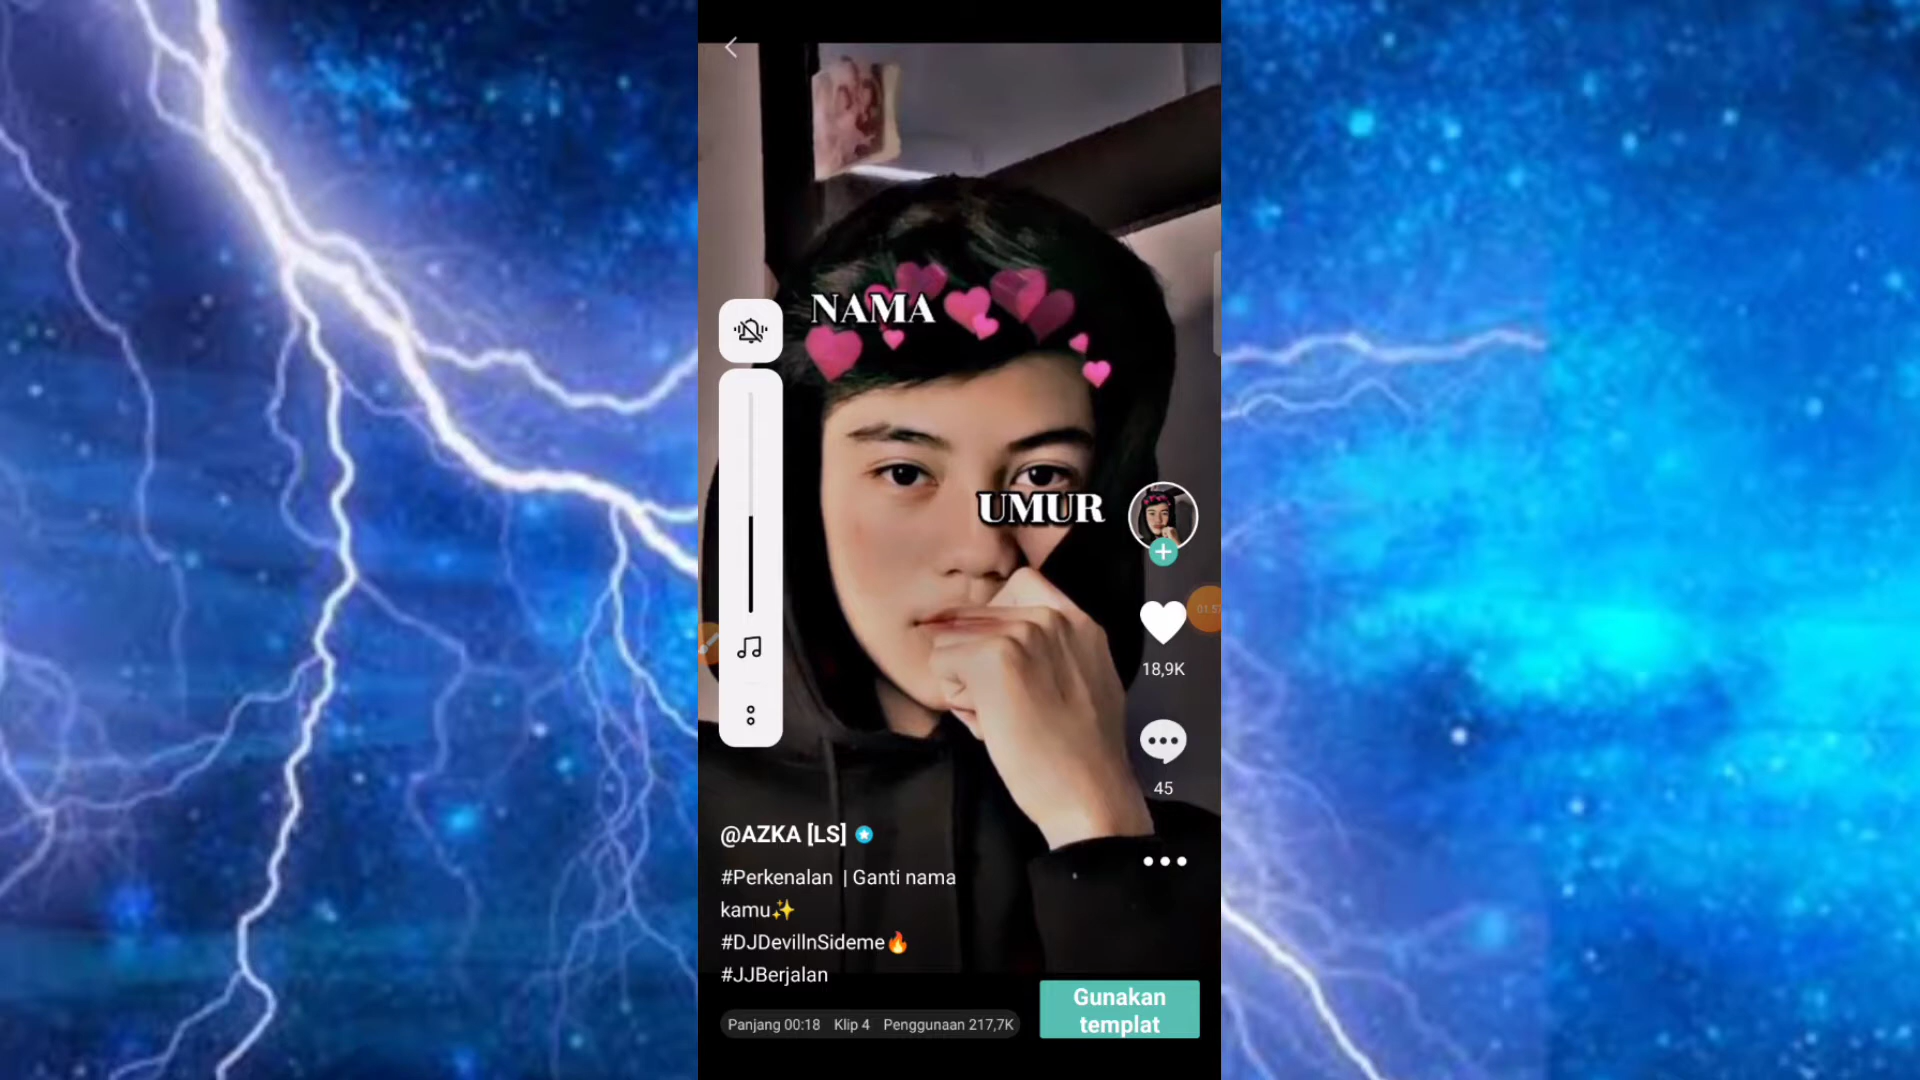 NAMA
UMUR
18,9K
45
@AZKA [LS]
#Perkenalan | Ganti nama
kamu✨
#DJDevilInSideme🔥
#JJBerjalan
Panjang 00:18 Klip 4 Penggunaan 217,7K
Gunakan
templat